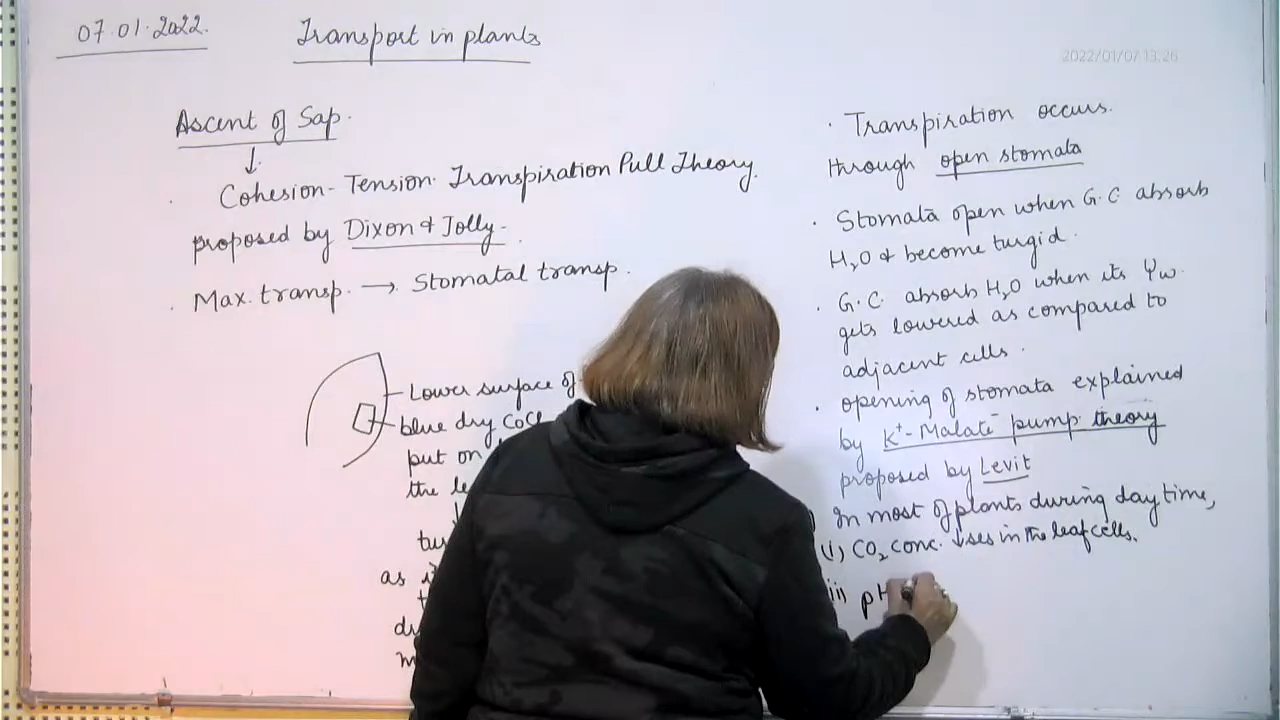 07.01.2022.
Transport in plants
2022/01/07 13:26
Ascent of Sap.
↓
. Cohesion-Tension Transpiration Pull Theory.
proposed by Dixon & Jolly-.
. Max. transp. → Stomatal transp.
Lower surface of
blue dry CoCl
put on
the le
tu
as
d
m
. Transpiration occurs.
through open stomata
. Stomata open when G.C. absorb
H₂O & become turgid.
. G.C. absorb H₂O when its Ψw
gets lowered as compared to
adjacent cells.
. opening of stomata explained
by K⁺-Malate pump theory
proposed by Levit
In most of plants during day time,
(i) CO₂ conc. ↓ses in the leaf cells.
ii) pH